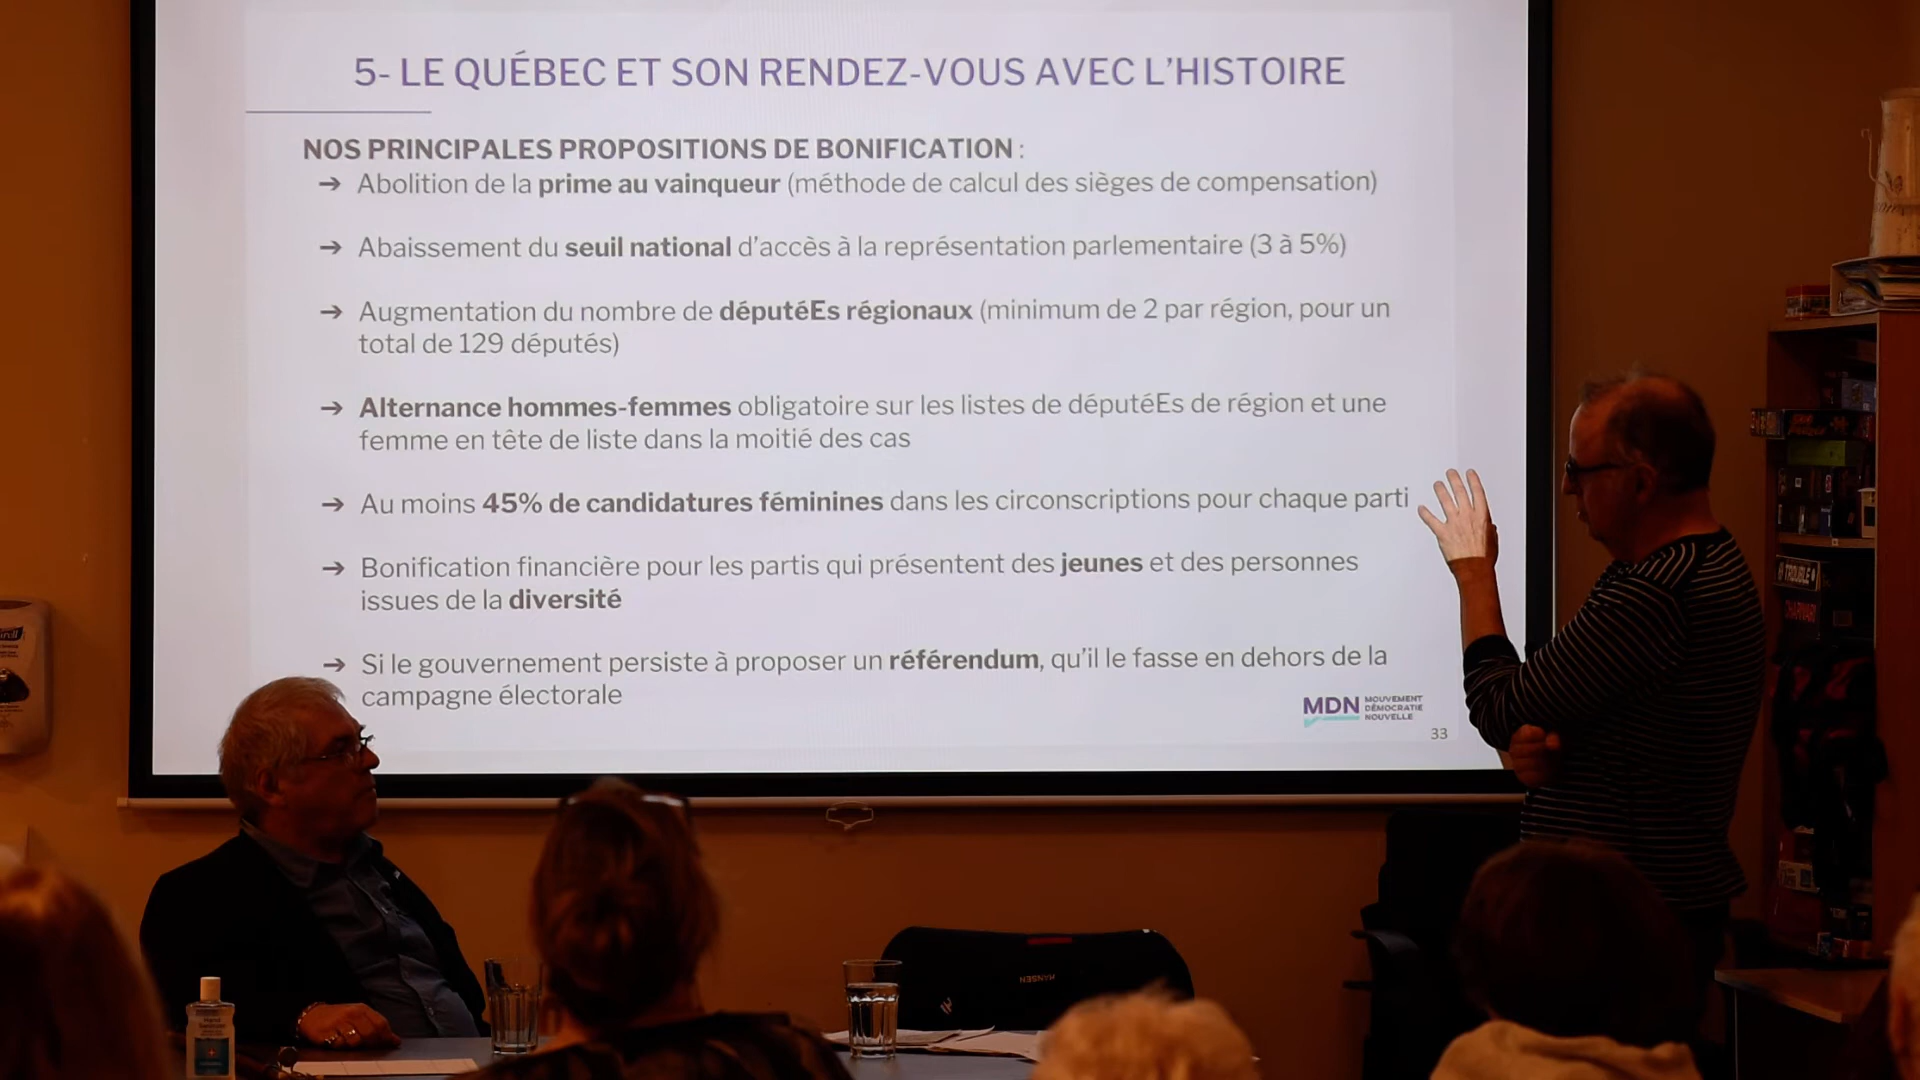 5- LE QUÉBEC ET SON RENDEZ-VOUS AVEC L'HISTOIRE
NOS PRINCIPALES PROPOSITIONS DE BONIFICATION :
→ Abolition de la prime au vainqueur (méthode de calcul des sièges de compensation)
→ Abaissement du seuil national d'accès à la représentation parlementaire (3 à 5%)
→ Augmentation du nombre de députéEs régionaux (minimum de 2 par région, pour un
total de 129 députés)
→ Alternance hommes-femmes obligatoire sur les listes de députéEs de région et une
femme en tête de liste dans la moitié des cas
→ Au moins 45% de candidatures féminines dans les circonscriptions pour chaque parti
→ Bonification financière pour les partis qui présentent des jeunes et des personnes
issues de la diversité
→ Si le gouvernement persiste à proposer un référendum, qu'il le fasse en dehors de la
campagne électorale
MDN MOUVEMENT
DÉMOCRATIE
NOUVELLE
33
TROUBLE
HANSEN